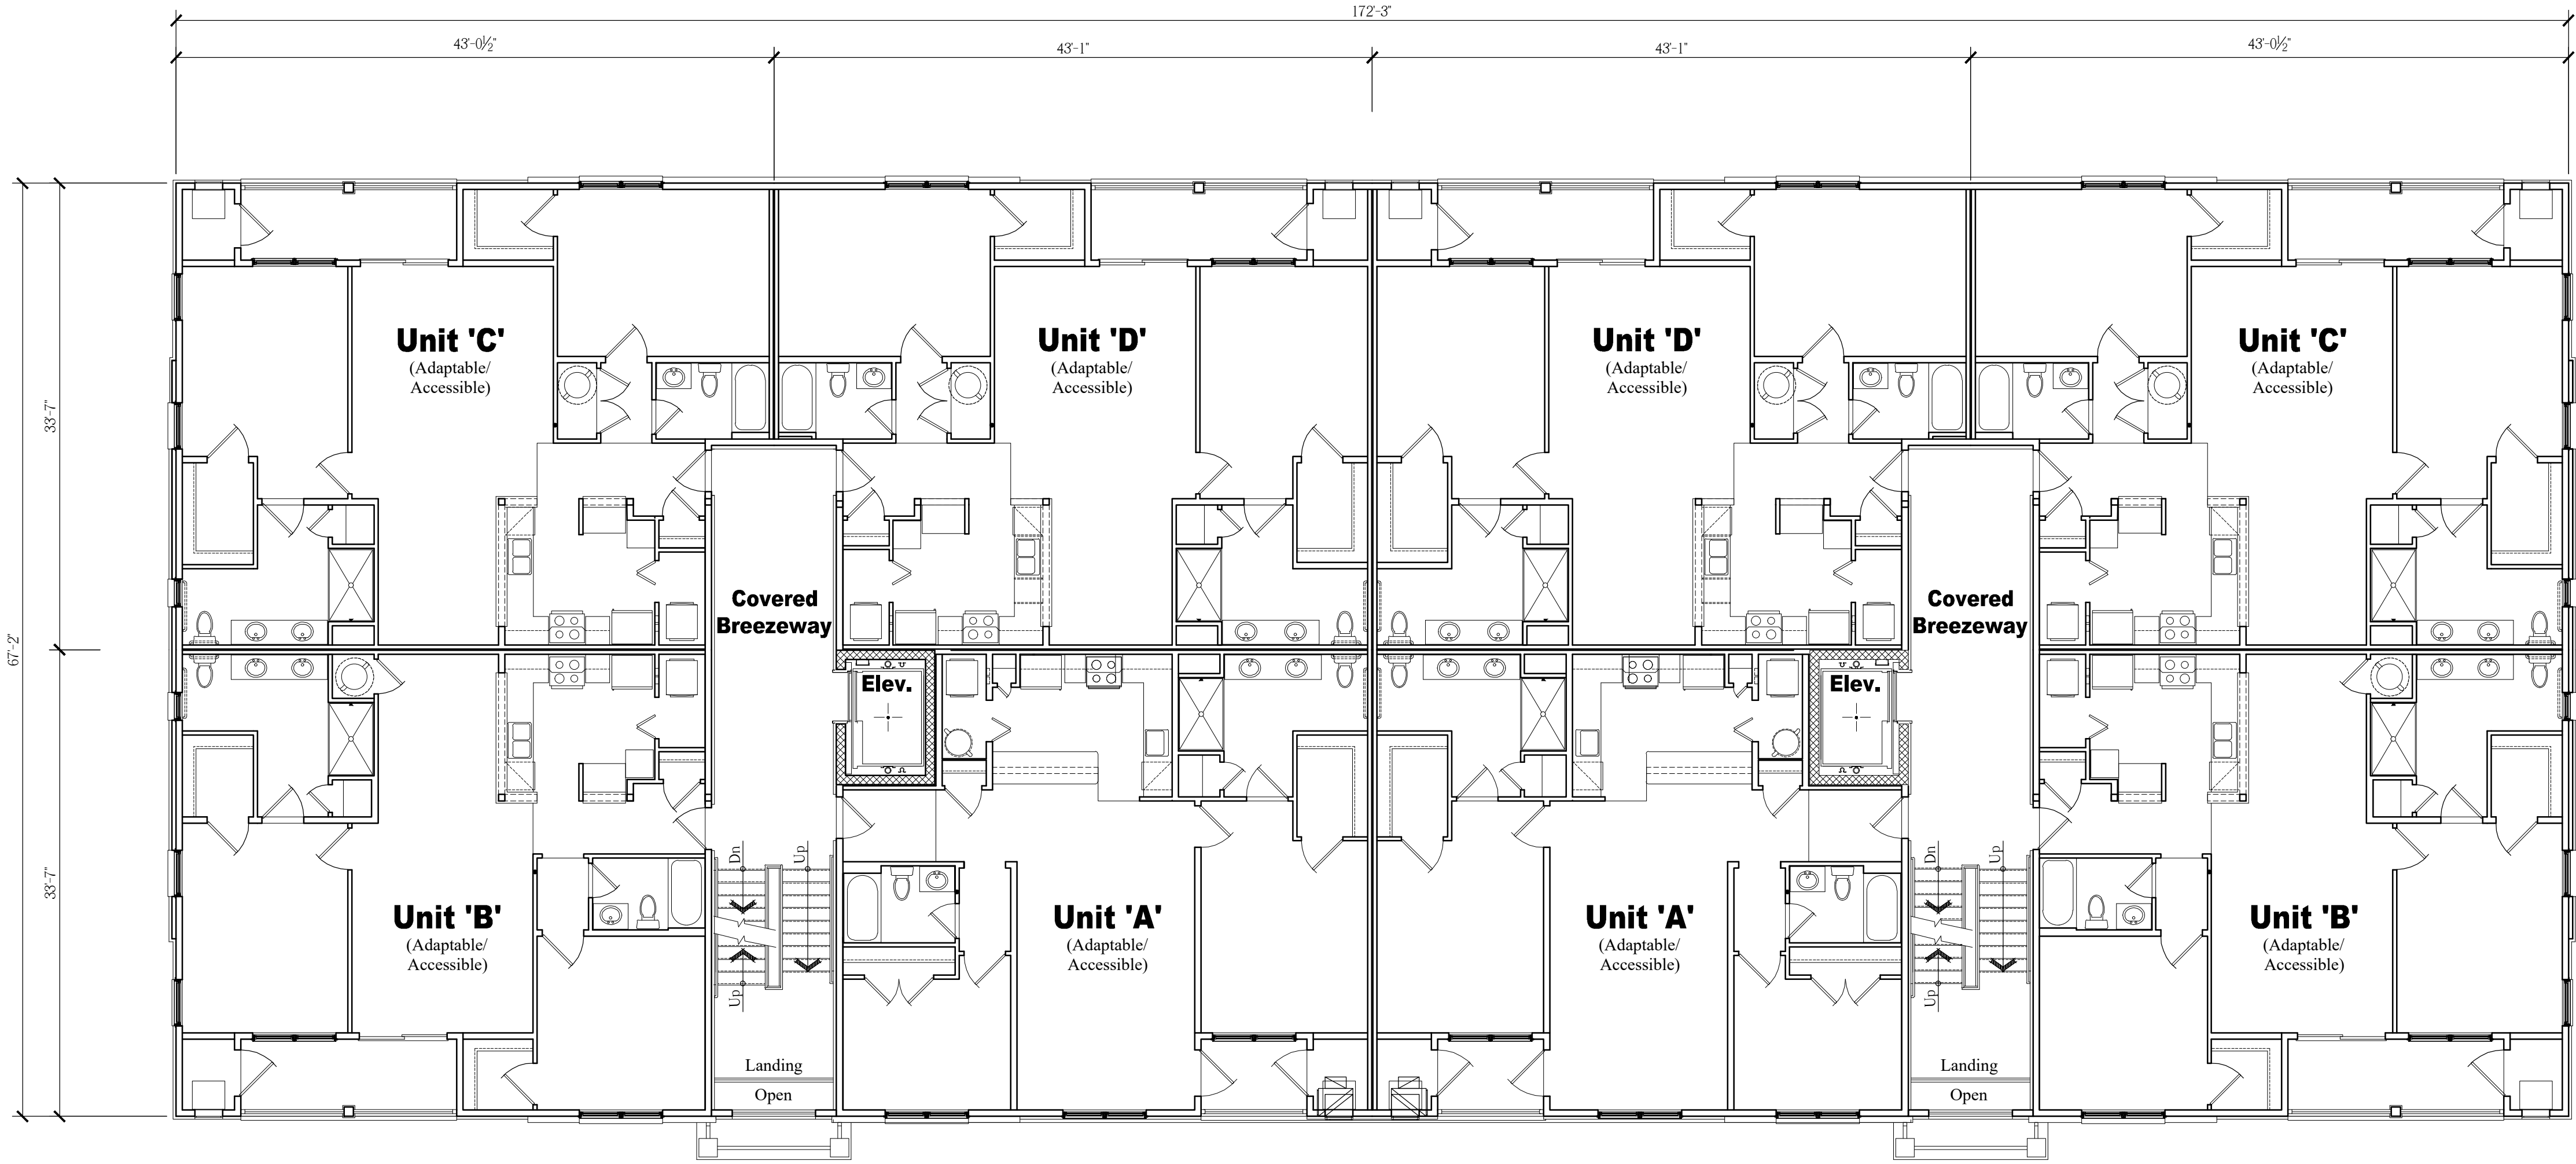 172'-3"
43'-0½"
43'-1"
43'-1"
43'-0½"
67'-2"
33'-7"
33'-7"
Unit 'C'
(Adaptable/
Accessible)
Unit 'D'
(Adaptable/
Accessible)
Unit 'D'
(Adaptable/
Accessible)
Unit 'C'
(Adaptable/
Accessible)
Covered
Breezeway
Covered
Breezeway
Elev.
Elev.
Dn
Up
Dn
Up
Unit 'B'
(Adaptable/
Accessible)
Unit 'A'
(Adaptable/
Accessible)
Unit 'A'
(Adaptable/
Accessible)
Unit 'B'
(Adaptable/
Accessible)
Up
Up
Landing
Open
Landing
Open